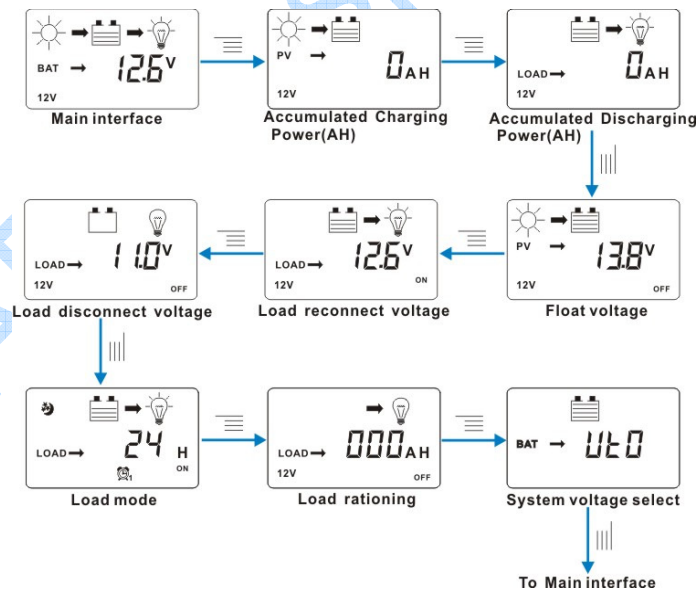 BAT
12.6V
12V
Main interface
PV
0AH
12V
Accumulated Charging
Power(AH)
LOAD
0AH
12V
Accumulated Discharging
Power(AH)
LOAD
11.0V
12V
OFF
Load disconnect voltage
LOAD
12.6V
12V
ON
Load reconnect voltage
PV
13.8V
12V
OFF
Float voltage
LOAD
24 H
ON
1
Load mode
LOAD
000AH
12V
OFF
Load rationing
BAT
Ut0
System voltage select
To Main interface